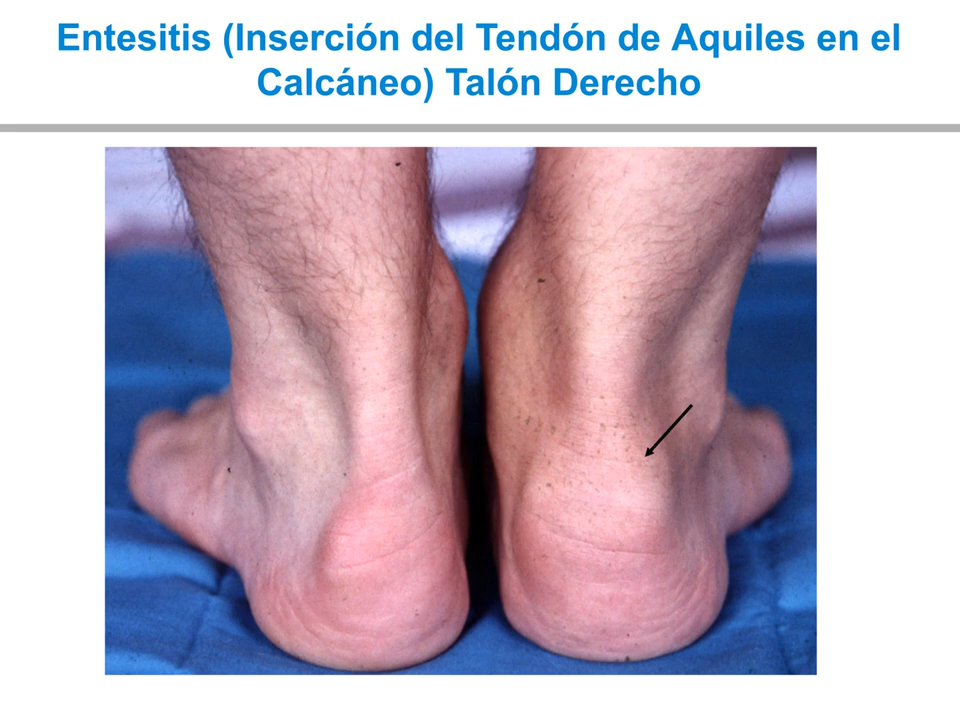 Entesitis (Inserción del Tendón de Aquiles en el
Calcáneo) Talón Derecho